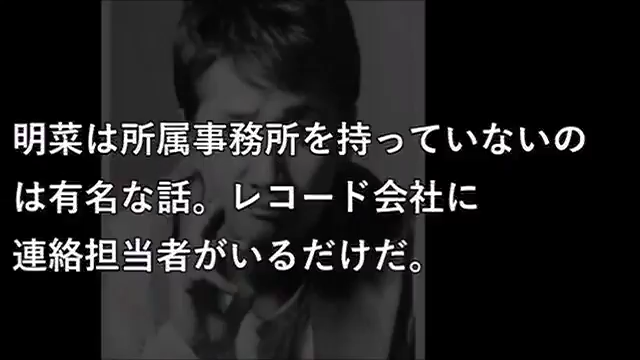 明菜は所属事務所を持っていないの
は有名な話。レコード会社に
連絡担当者がいるだけだ。